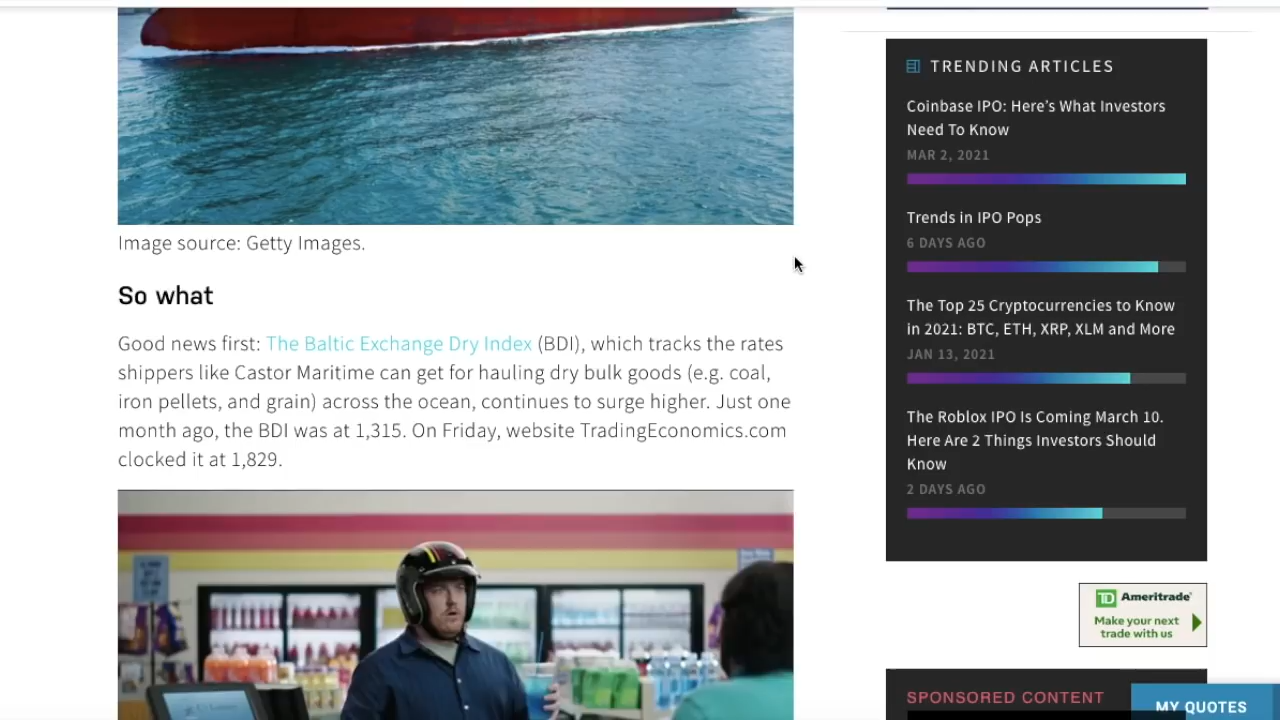 Image source: Getty Images.
So what
Good news first: The Baltic Exchange Dry Index (BDI), which tracks the rates
shippers like Castor Maritime can get for hauling dry bulk goods (e.g. coal,
iron pellets, and grain) across the ocean, continues to surge higher. Just one
month ago, the BDI was at 1,315. On Friday, website TradingEconomics.com
clocked it at 1,829.
TRENDING ARTICLES
Coinbase IPO: Here’s What Investors
Need To Know
MAR 2, 2021
Trends in IPO Pops
6 DAYS AGO
The Top 25 Cryptocurrencies to Know
in 2021: BTC, ETH, XRP, XLM and More
JAN 13, 2021
The Roblox IPO Is Coming March 10.
Here Are 2 Things Investors Should
Know
2 DAYS AGO
TD Ameritrade
Make your next
trade with us
SPONSORED CONTENT
MY QUOTES